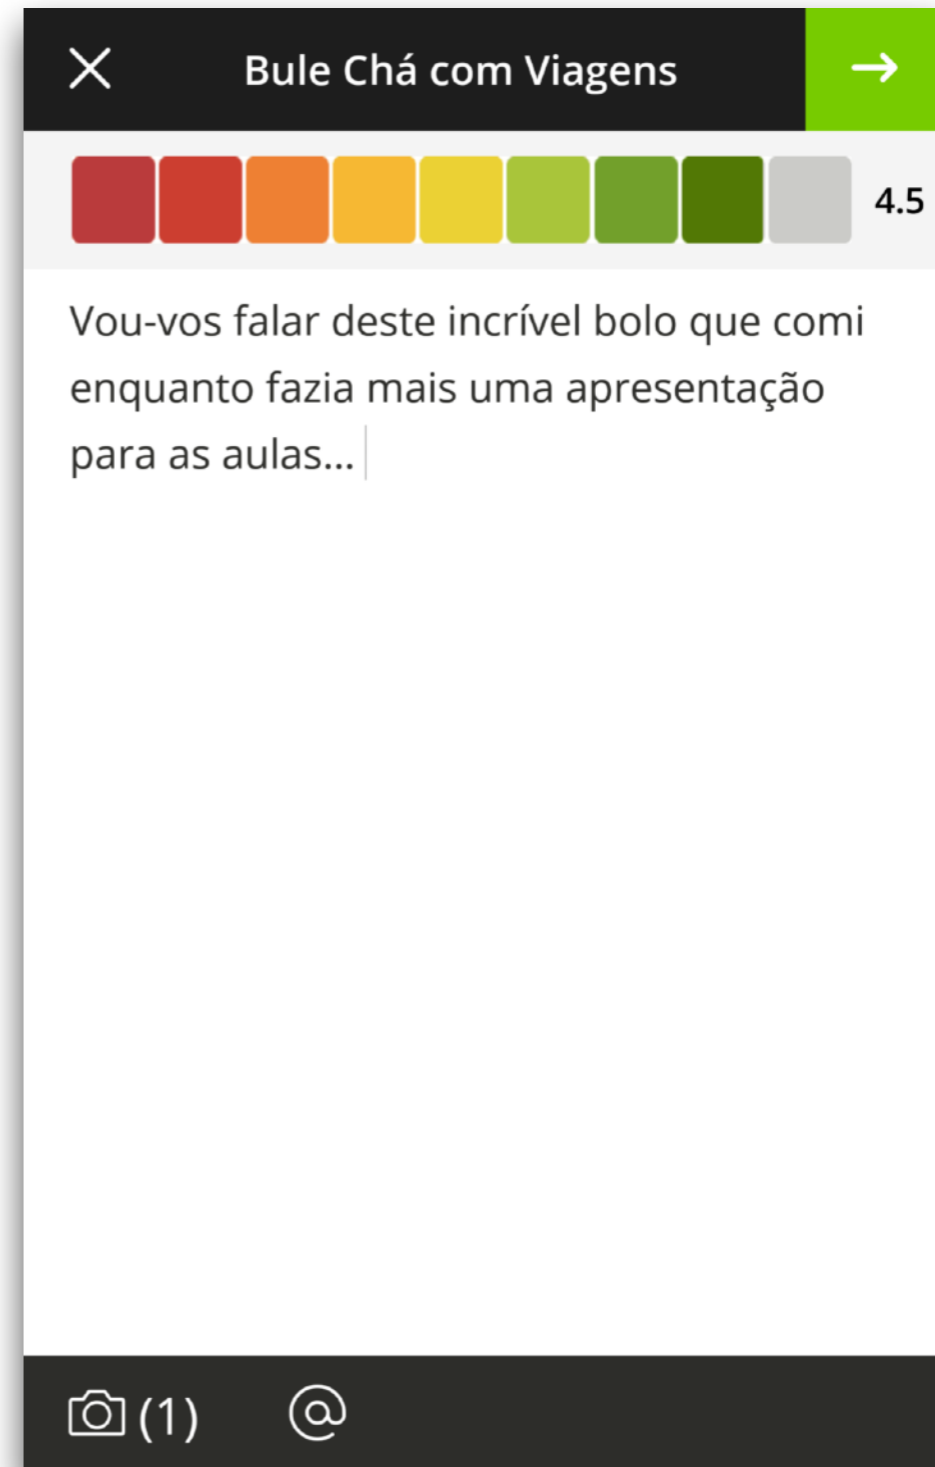 Bule Chá com Viagens
4.5
Vou-vos falar deste incrível bolo que comi
enquanto fazia mais uma apresentação
para as aulas...
(1) @